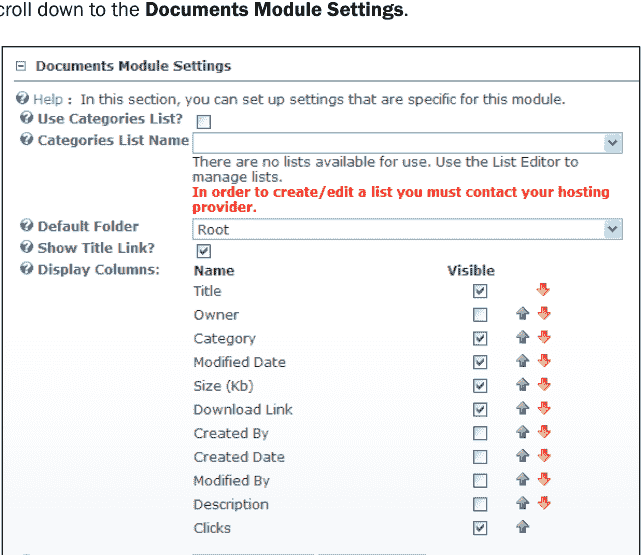 croll down to the Documents Module Settings.
Documents Module Settings
Help : In this section, you can set up settings that are specific for this module.
Use Categories List?
Categories List Name
There are no lists available for use. Use the List Editor to
manage lists.
In order to create/edit a list you must contact your hosting
provider.
Default Folder Root
Show Title Link?
Display Columns: Name Visible
Title
Owner
Category
Modified Date
Size (Kb)
Download Link
Created By
Created Date
Modified By
Description
Clicks